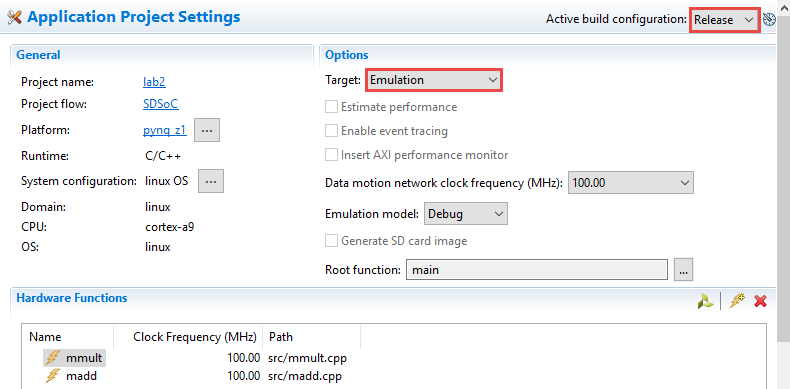 Application Project Settings
Active build configuration: Release
General
Project name: lab2
Project flow: SDSoC
Platform: pynq_z1 ...
Runtime: C/C++
System configuration: linux OS ...
Domain: linux
CPU: cortex-a9
OS: linux
Options
Target: Emulation
Estimate performance
Enable event tracing
Insert AXI performance monitor
Data motion network clock frequency (MHz): 100.00
Emulation model: Debug
Generate SD card image
Root function: main ...
Hardware Functions
Name Clock Frequency (MHz) Path
mmult 100.00 src/mmult.cpp
madd 100.00 src/madd.cpp